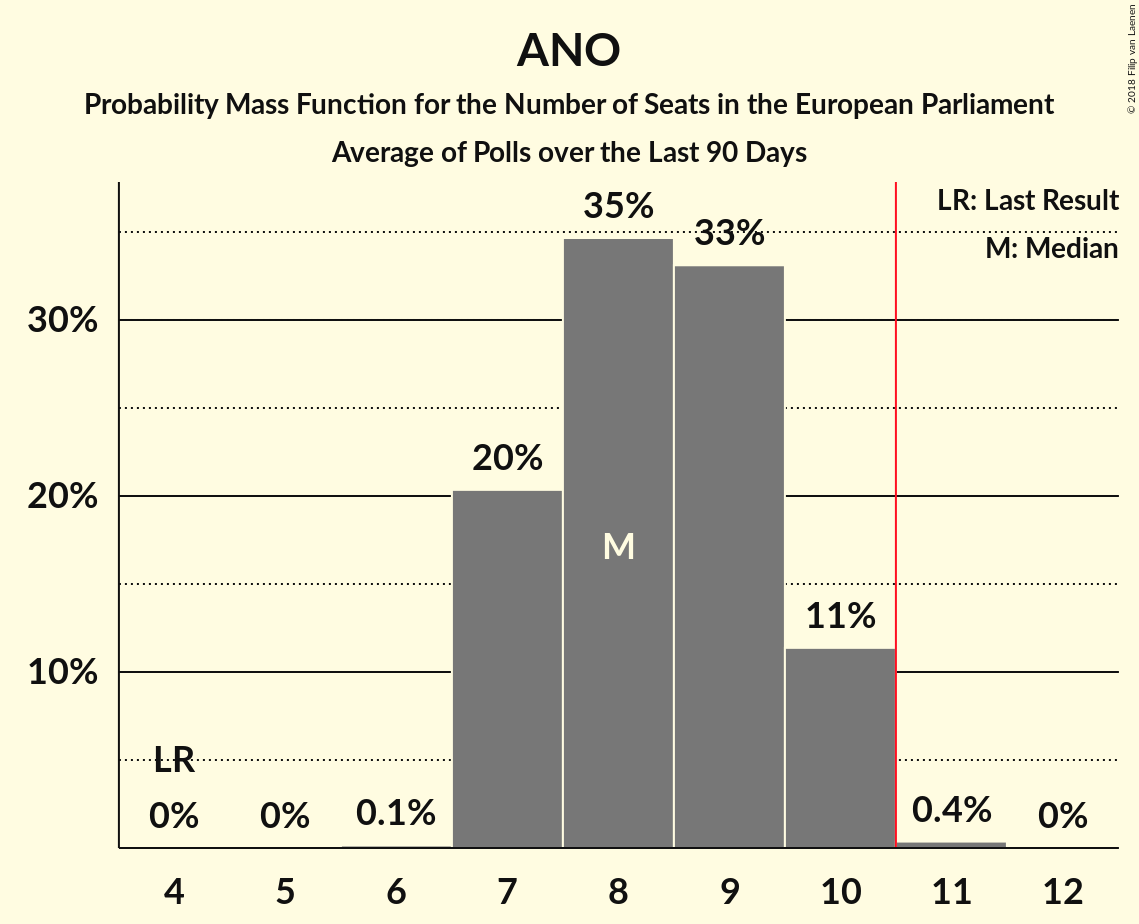 ANO
Probability Mass Function for the Number of Seats in the European Parliament
Average of Polls over the Last 90 Days
© 2018 Filip van Laenen
LR: Last Result
M: Median
35%
33%
30%
20%
20%
M
11%
10%
LR
0%
0%
0.1%
0.4%
0%
4 5 6 7 8 9 10 11 12